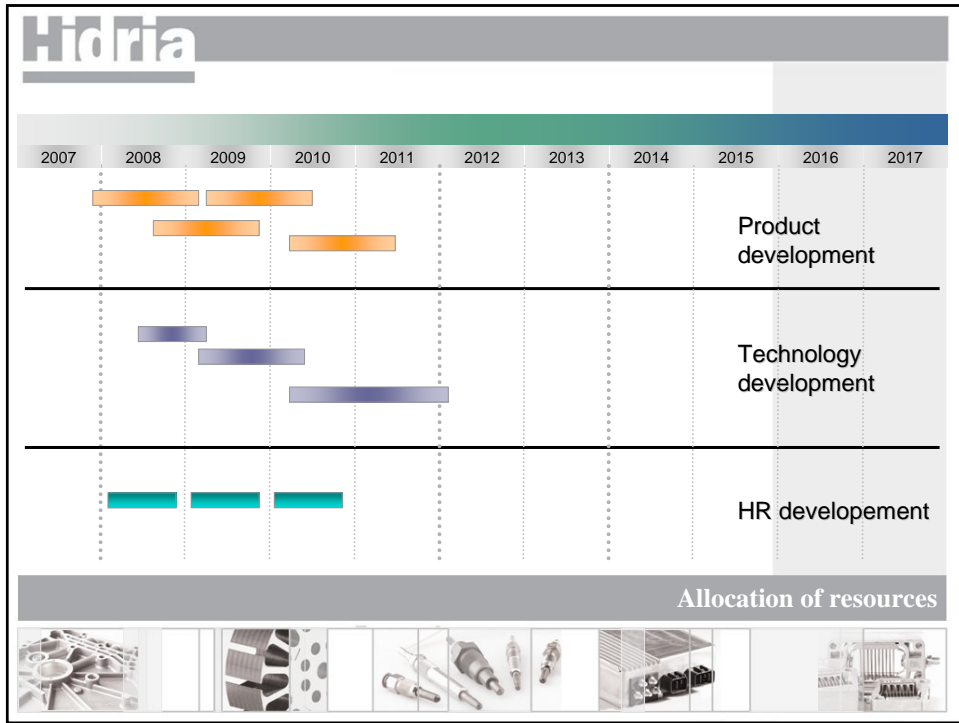 Hidria
2007 2008 2009 2010 2011 2012 2013 2014 2015 2016 2017
Product
development
Technology
development
HR developement
Allocation of resources